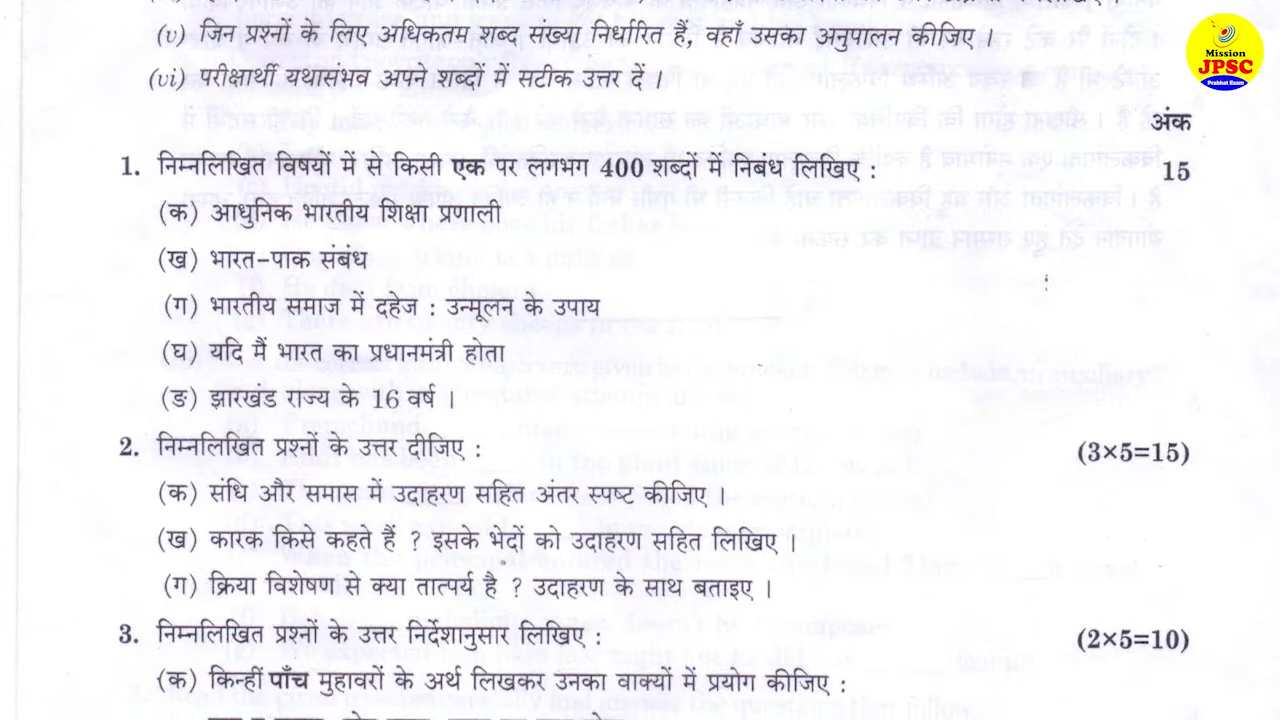 (v) जिन प्रश्नों के लिए अधिकतम शब्द संख्या निर्धारित है, वहाँ उसका अनुपालन कीजिए ।
(vi) परीक्षार्थी यथासंभव अपने शब्दों में सटीक उत्तर दें
Mission
JPSC
Prabhat Exam
अंक
1. निम्नलिखित विषयों में से किसी एक पर लगभग 400 शब्दों में निबंध लिखिए : 15
(क) आधुनिक भारतीय शिक्षा प्रणाली
(ख) भारत-पाक संबंध
(ग) भारतीय समाज में दहेज : उन्मूलन के उपाय
(घ) यदि मैं भारत का प्रधानमंत्री होता
(ङ) झारखंड राज्य के 16 वर्ष ।
2. निम्नलिखित प्रश्नों के उत्तर दीजिए : (3×5=15)
(क) संधि और समास में उदाहरण सहित अंतर स्पष्ट कीजिए ।
(ख) कारक किसे कहते हैं ? इसके भेदों को उदाहरण सहित लिखिए ।
(ग) क्रिया विशेषण से क्या तात्पर्य है ? उदाहरण के साथ बताइए ।
3. निम्नलिखित प्रश्नों के उत्तर निर्देशानुसार लिखिए : (2×5=10)
(क) किन्हीं पाँच मुहावरों के अर्थ लिखकर उनका वाक्यों में प्रयोग कीजिए :